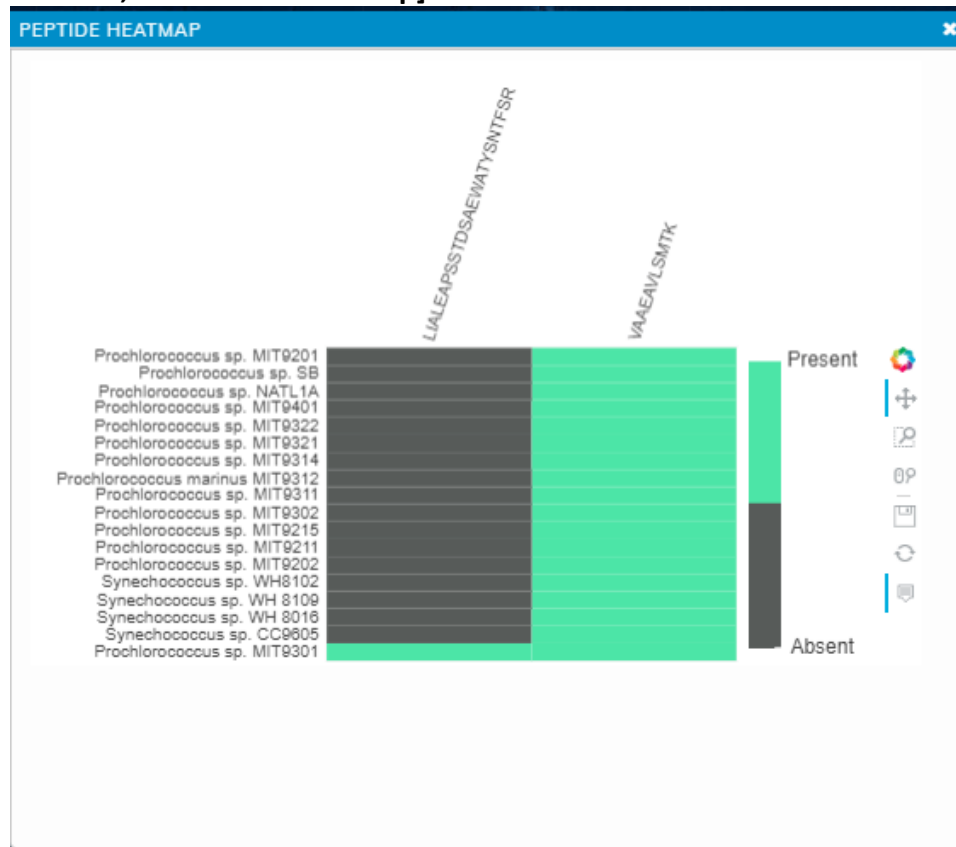 PEPTIDE HEATMAP
LIALEAPSSTDSAEWATYSNTFSR
VAAEAVLSMTK
Prochlorococcus sp. MIT9201
Prochlorococcus sp. SB
Prochlorococcus sp. NATL1A
Prochlorococcus sp. MIT9401
Prochlorococcus sp. MIT9322
Prochlorococcus sp. MIT9321
Prochlorococcus sp. MIT9314
Prochlorococcus marinus MIT9312
Prochlorococcus sp. MIT9311
Prochlorococcus sp. MIT9302
Prochlorococcus sp. MIT9215
Prochlorococcus sp. MIT9211
Prochlorococcus sp. MIT9202
Synechococcus sp. WH8102
Synechococcus sp. WH 8109
Synechococcus sp. WH 8016
Synechococcus sp. CC9605
Prochlorococcus sp. MIT9301
Present
Absent